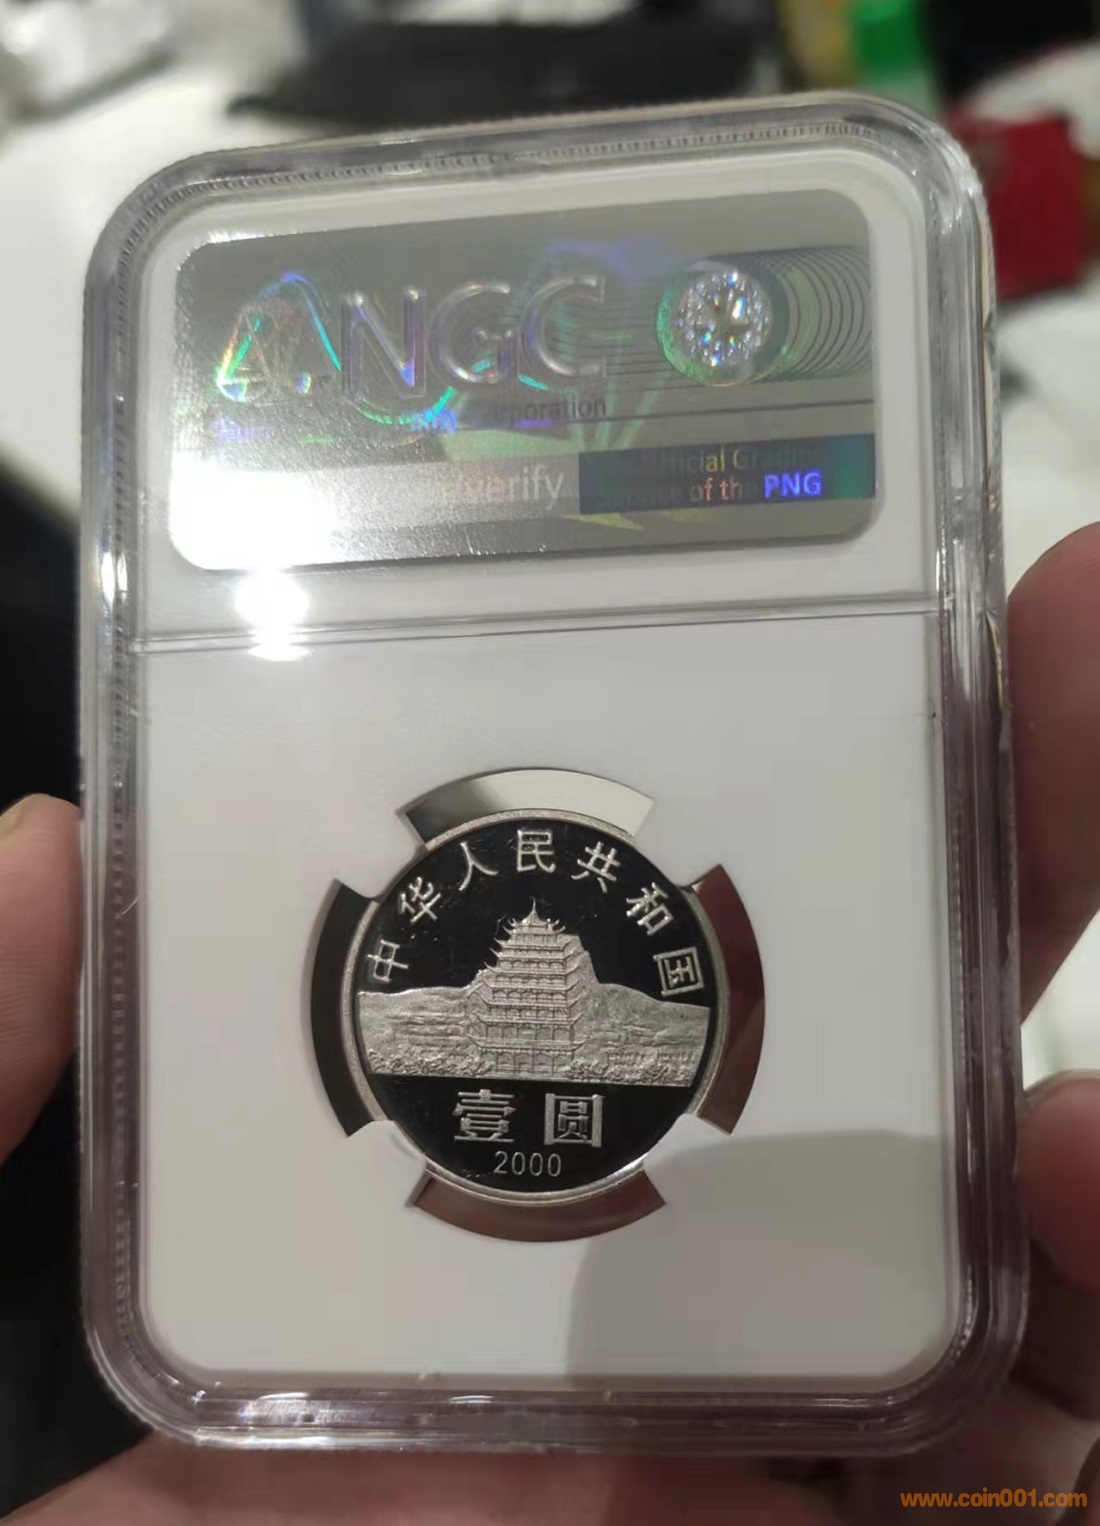 NGC
Corporation
verify
Official Grading
Service of the PNG
中华人民共和国
壹圆
2000
www.coin001.com